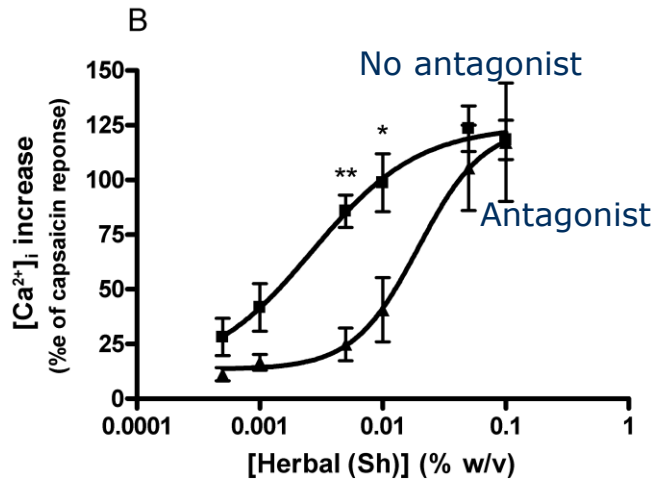 B
No antagonist
Antagonist
[Ca²⁺]ᵢ increase
(%e of capsaicin reponse)
150
125
100
75
50
25
0
**
*
0.0001
0.001
0.01
0.1
1
[Herbal (Sh)] (% w/v)